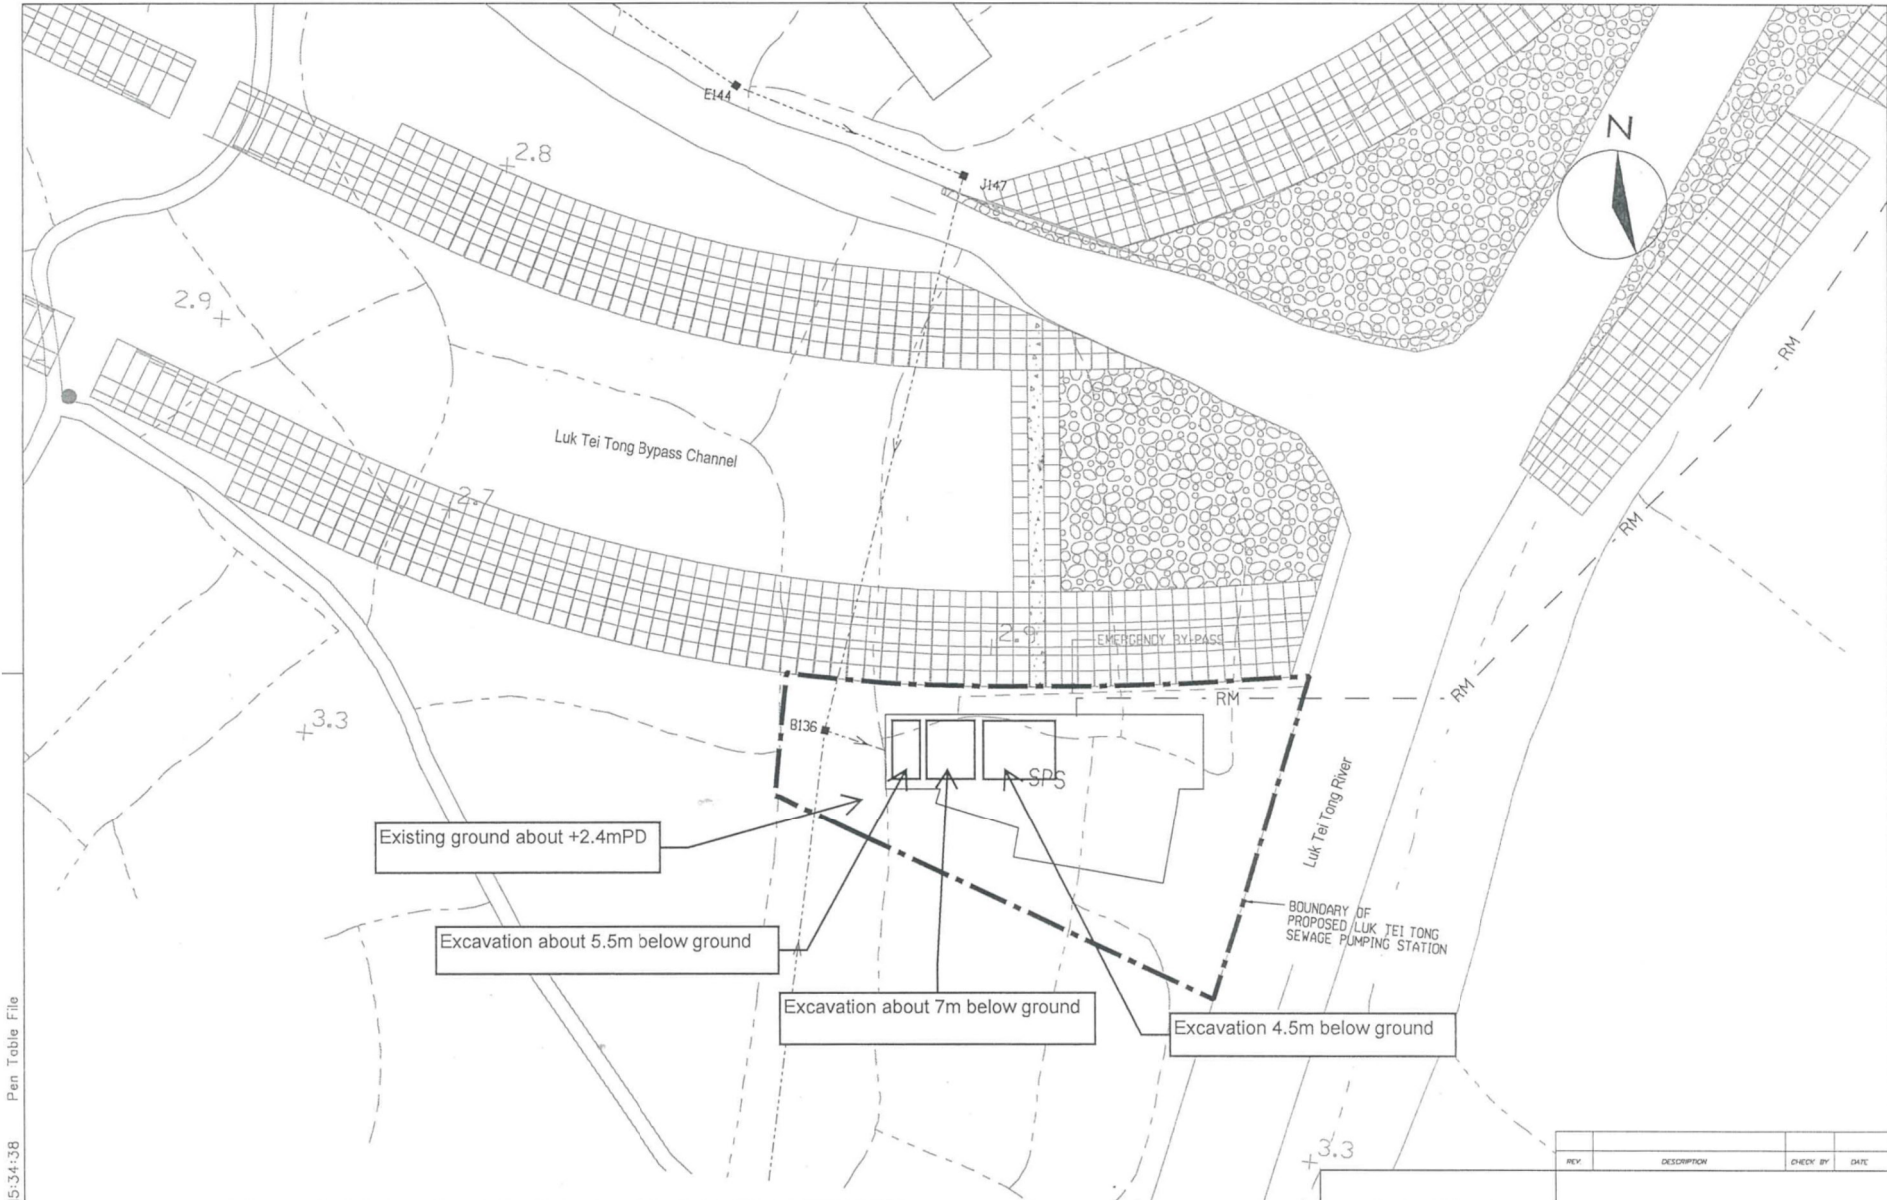 N
E144
J147
2.8
2.9
RM
Luk Tei Tong Bypass Channel
2.7
RM
2.9
EMERGENCY BY-PASS
RM
RM
B136
3.3
SPS
Existing ground about +2.4mPD
Luk Tei Tong River
BOUNDARY OF
PROPOSED LUK TEI TONG
SEWAGE PUMPING STATION
Excavation about 5.5m below ground
Excavation about 7m below ground
Excavation 4.5m below ground
Pen Table File
5:34:38
3.3
REV. DESCRIPTION CHECK BY DATE